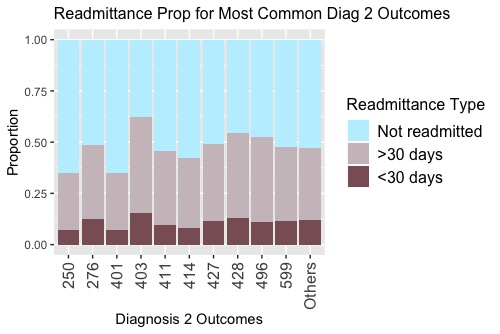 Readmittance Prop for Most Common Diag 2 Outcomes
1.00
0.75
0.50
0.25
0.00
Proportion
250
276
401
403
411
414
427
428
496
599
Others
Diagnosis 2 Outcomes
Readmittance Type
Not readmitted
>30 days
<30 days